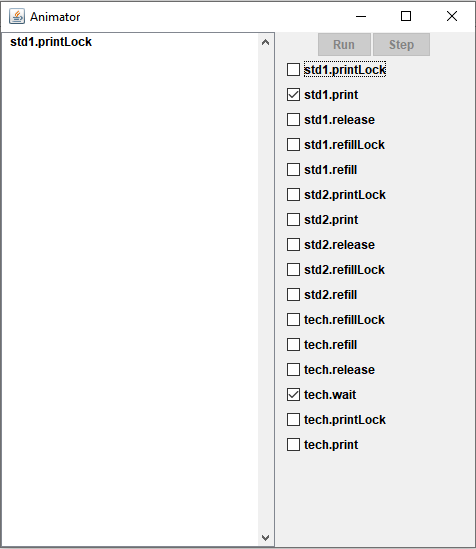 Animator
std1.printLock
Run Step
std1.printLock
std1.print
std1.release
std1.refillLock
std1.refill
std2.printLock
std2.print
std2.release
std2.refillLock
std2.refill
tech.refillLock
tech.refill
tech.release
tech.wait
tech.printLock
tech.print